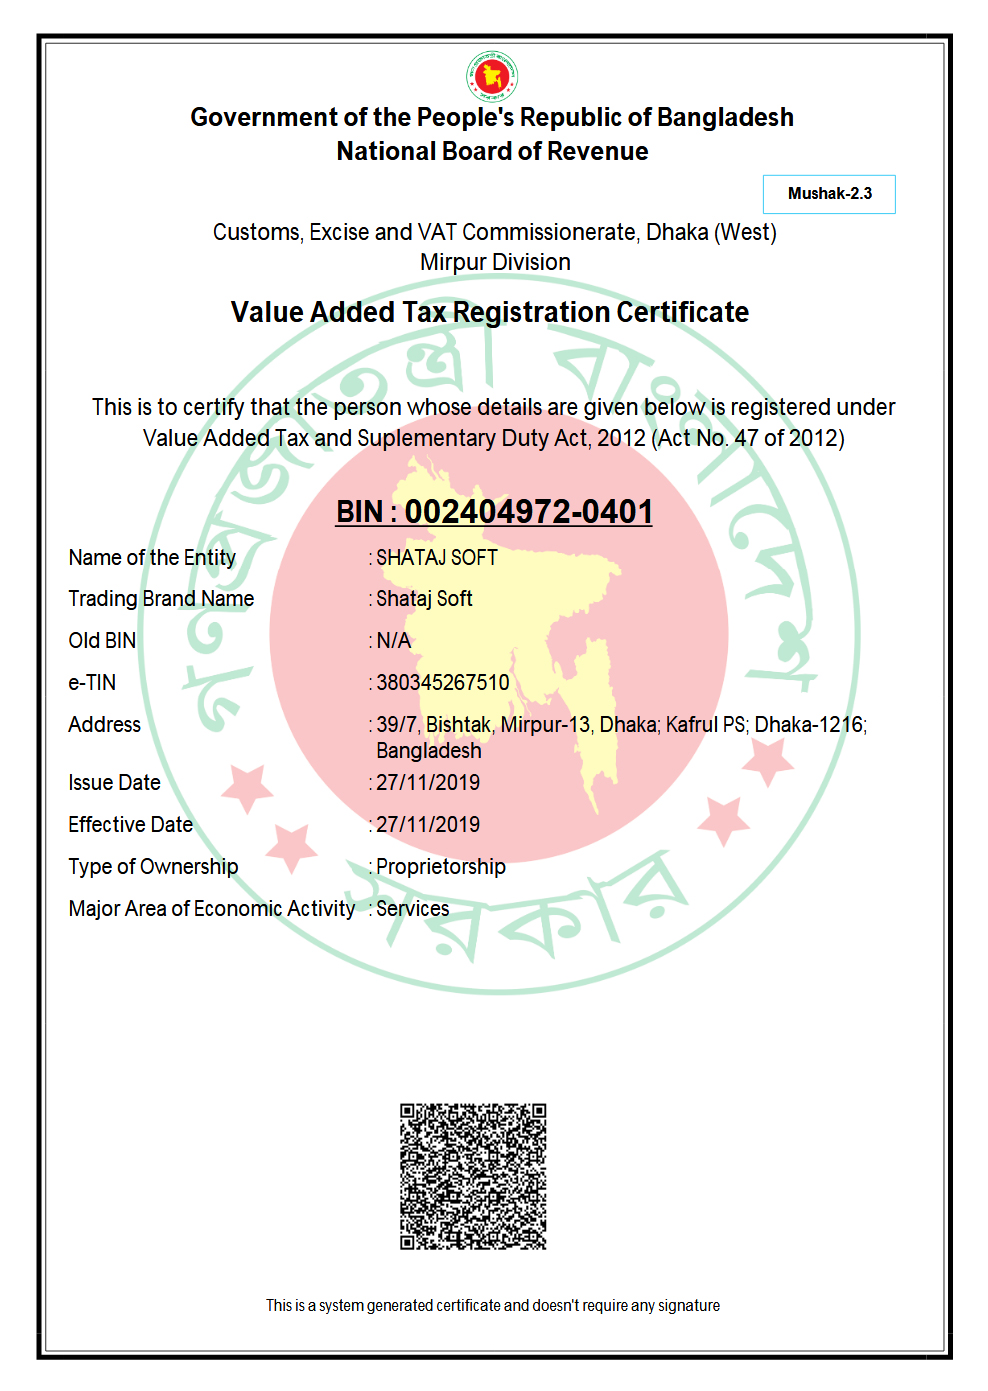 Government of the People's Republic of Bangladesh
National Board of Revenue
Mushak-2.3
Customs, Excise and VAT Commissionerate, Dhaka (West)
Mirpur Division
Value Added Tax Registration Certificate
This is to certify that the person whose details are given below is registered under
Value Added Tax and Suplementary Duty Act, 2012 (Act No. 47 of 2012)
BIN : 002404972-0401
Name of the Entity : SHATAJ SOFT
Trading Brand Name : Shataj Soft
Old BIN : N/A
e-TIN : 380345267510
Address : 39/7, Bishtak, Mirpur-13, Dhaka; Kafrul PS; Dhaka-1216;
Bangladesh
Issue Date : 27/11/2019
Effective Date : 27/11/2019
Type of Ownership : Proprietorship
Major Area of Economic Activity : Services
গণপ্রজাতন্ত্রী বাংলাদেশ
সরকার
This is a system generated certificate and doesn't require any signature